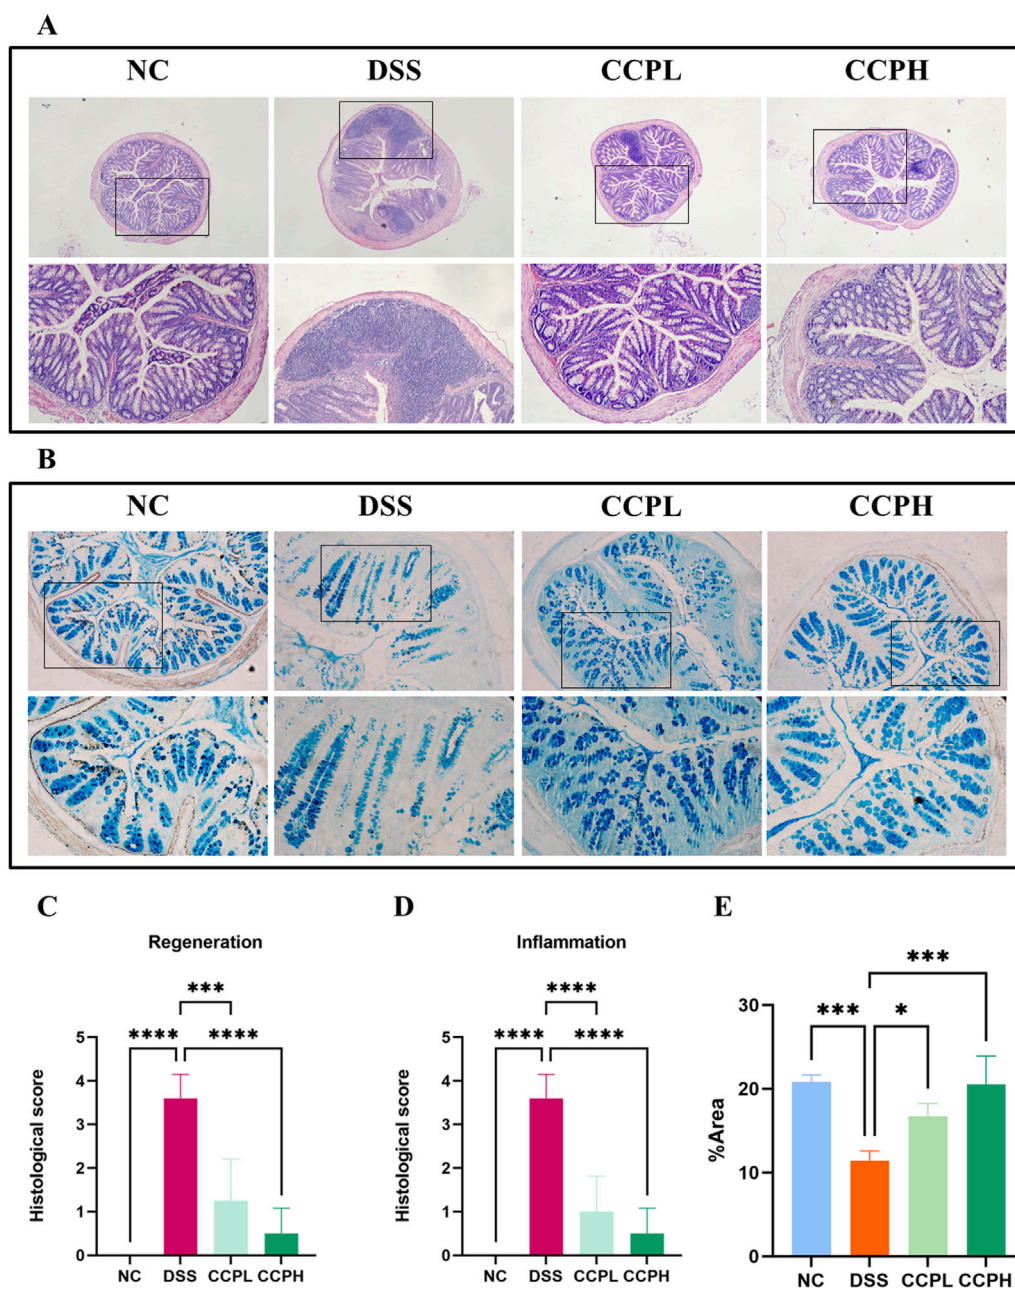 A
NC DSS CCPL CCPH
B
NC DSS CCPL CCPH
C
Regeneration
***
**** ****
Histological score
5
4
3
2
1
0
NC DSS CCPL CCPH
D
Inflammation
****
**** ****
Histological score
5
4
3
2
1
0
NC DSS CCPL CCPH
E
***
*** *
%Area
30
20
10
0
NC DSS CCPL CCPH